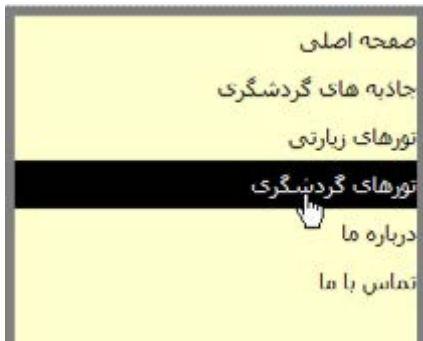 صفحه اصلی
جاذبه های گردشگری
تورهای زیارتی
تورهای گردشگری
درباره ما
تماس با ما